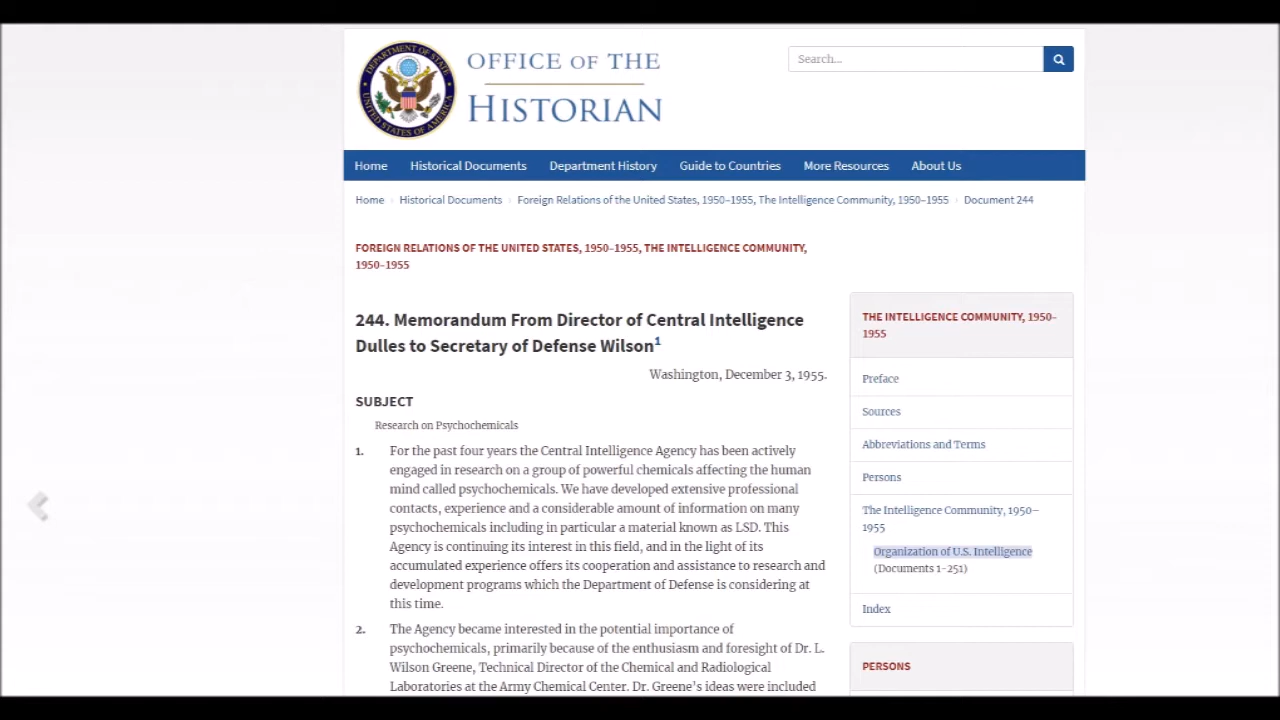 OFFICE OF THE
HISTORIAN
DEPARTMENT OF STATE
UNITED STATES OF AMERICA
Search...
Home Historical Documents Department History Guide to Countries More Resources About Us
Home Historical Documents Foreign Relations of the United States, 1950–1955, The Intelligence Community, 1950–1955 Document 244
FOREIGN RELATIONS OF THE UNITED STATES, 1950–1955, THE INTELLIGENCE COMMUNITY,
1950–1955
244. Memorandum From Director of Central Intelligence
Dulles to Secretary of Defense Wilson1
Washington, December 3, 1955.
SUBJECT
Research on Psychochemicals
1. For the past four years the Central Intelligence Agency has been actively
engaged in research on a group of powerful chemicals affecting the human
mind called psychochemicals. We have developed extensive professional
contacts, experience and a considerable amount of information on many
psychochemicals including in particular a material known as LSD. This
Agency is continuing its interest in this field, and in the light of its
accumulated experience offers its cooperation and assistance to research and
development programs which the Department of Defense is considering at
this time.
2. The Agency became interested in the potential importance of
psychochemicals, primarily because of the enthusiasm and foresight of Dr. L.
Wilson Greene, Technical Director of the Chemical and Radiological
Laboratories at the Army Chemical Center. Dr. Greene's ideas were included
THE INTELLIGENCE COMMUNITY, 1950–
1955
Preface
Sources
Abbreviations and Terms
Persons
The Intelligence Community, 1950–
1955
Organization of U.S. Intelligence
(Documents 1-251)
Index
PERSONS